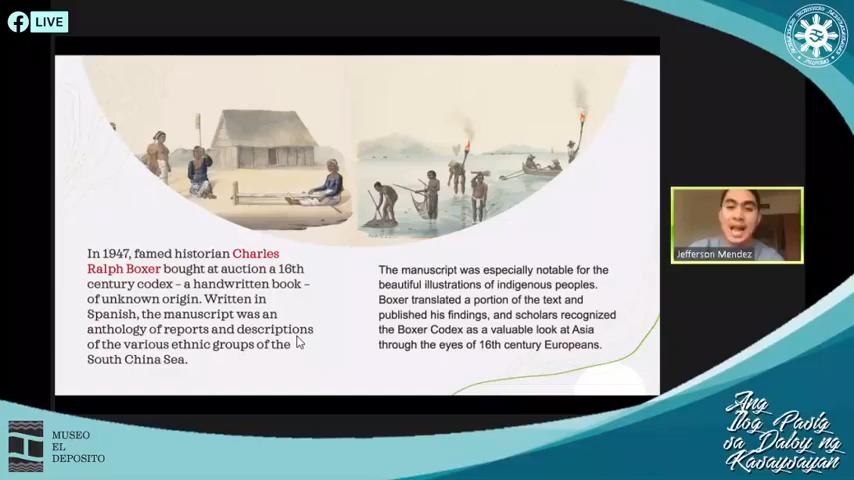 LIVE
In 1947, famed historian Charles
Ralph Boxer bought at auction a 16th
century codex – a handwritten book –
of unknown origin. Written in
Spanish, the manuscript was an
anthology of reports and descriptions
of the various ethnic groups of the
South China Sea.
The manuscript was especially notable for the
beautiful illustrations of indigenous peoples.
Boxer translated a portion of the text and
published his findings, and scholars recognized
the Boxer Codex as a valuable look at Asia
through the eyes of 16th century Europeans.
Jefferson Mendez
MUSEO
EL
DEPOSITO
Ang
Ilog Pasig
sa Daloy ng
Kasaysayan